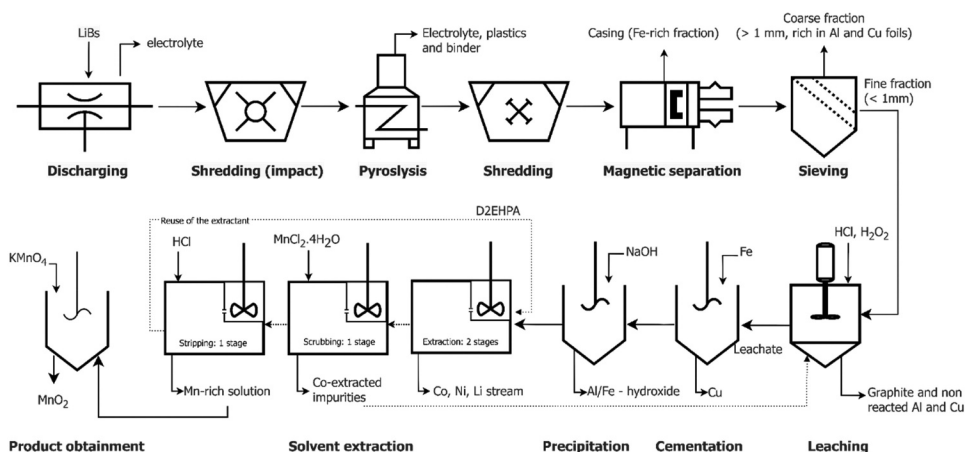 LiBs
electrolyte
Electrolyte, plastics
and binder
Casing (Fe-rich fraction)
Coarse fraction
(> 1 mm, rich in Al and Cu foils)
Fine fraction
(< 1mm)
Discharging
Shredding (impact)
Pyroslysis
Shredding
Magnetic separation
Sieving
D2EHPA
Reuse of the extractant
KMnO4
HCl
MnCl2.4H2O
NaOH
Fe
HCl, H2O2
Stripping: 1 stage
Scrubbing: 1 stage
Extraction: 2 stages
Leachate
MnO2
Mn-rich solution
Co-extracted
impurities
Co, Ni, Li stream
Al/Fe - hydroxide
Cu
Graphite and non
reacted Al and Cu
Product obtainment
Solvent extraction
Precipitation
Cementation
Leaching